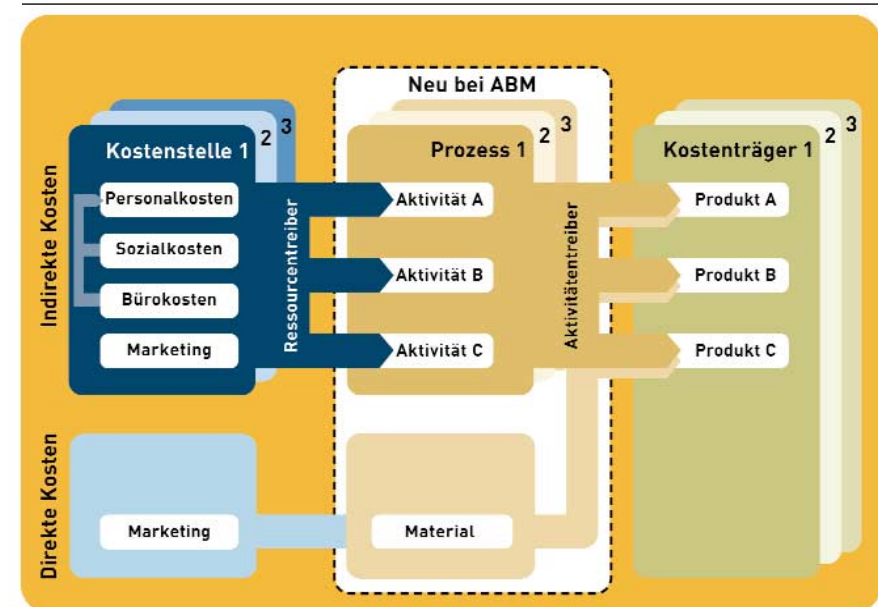 Neu bei ABM
Indirekte Kosten
Kostenstelle 1
2
3
Personalkosten
Sozialkosten
Bürokosten
Marketing
Ressourcentreiber
Prozess 1
2
3
Aktivität A
Aktivität B
Aktivität C
Aktivitätentreiber
Kostenträger 1
2
3
Produkt A
Produkt B
Produkt C
Direkte Kosten
Marketing
Material